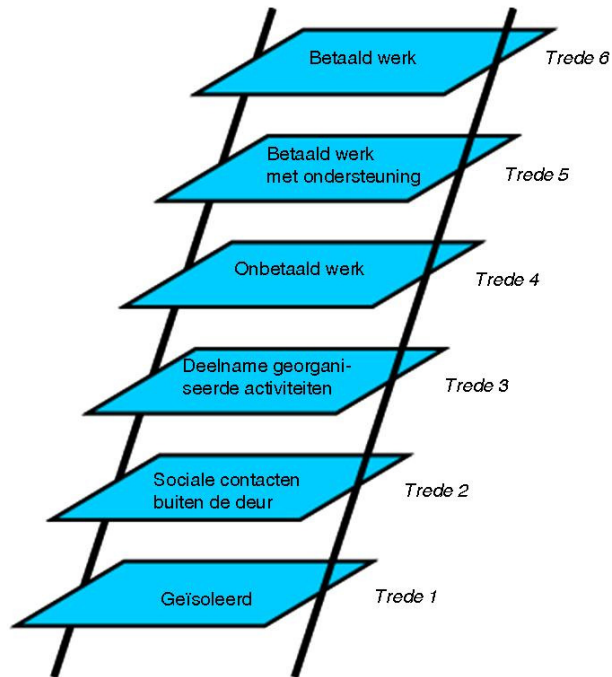 Betaald werk
Trede 6
Betaald werk
met ondersteuning
Trede 5
Onbetaald werk
Trede 4
Deelname georgani-
seerde activiteiten
Trede 3
Sociale contacten
buiten de deur
Trede 2
Geïsoleerd
Trede 1